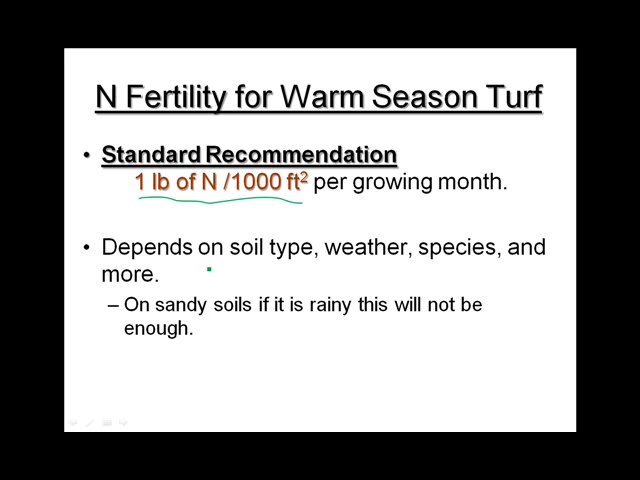 N Fertility for Warm Season Turf
• Standard Recommendation
1 lb of N /1000 ft² per growing month.
• Depends on soil type, weather, species, and
more.
– On sandy soils if it is rainy this will not be
enough.